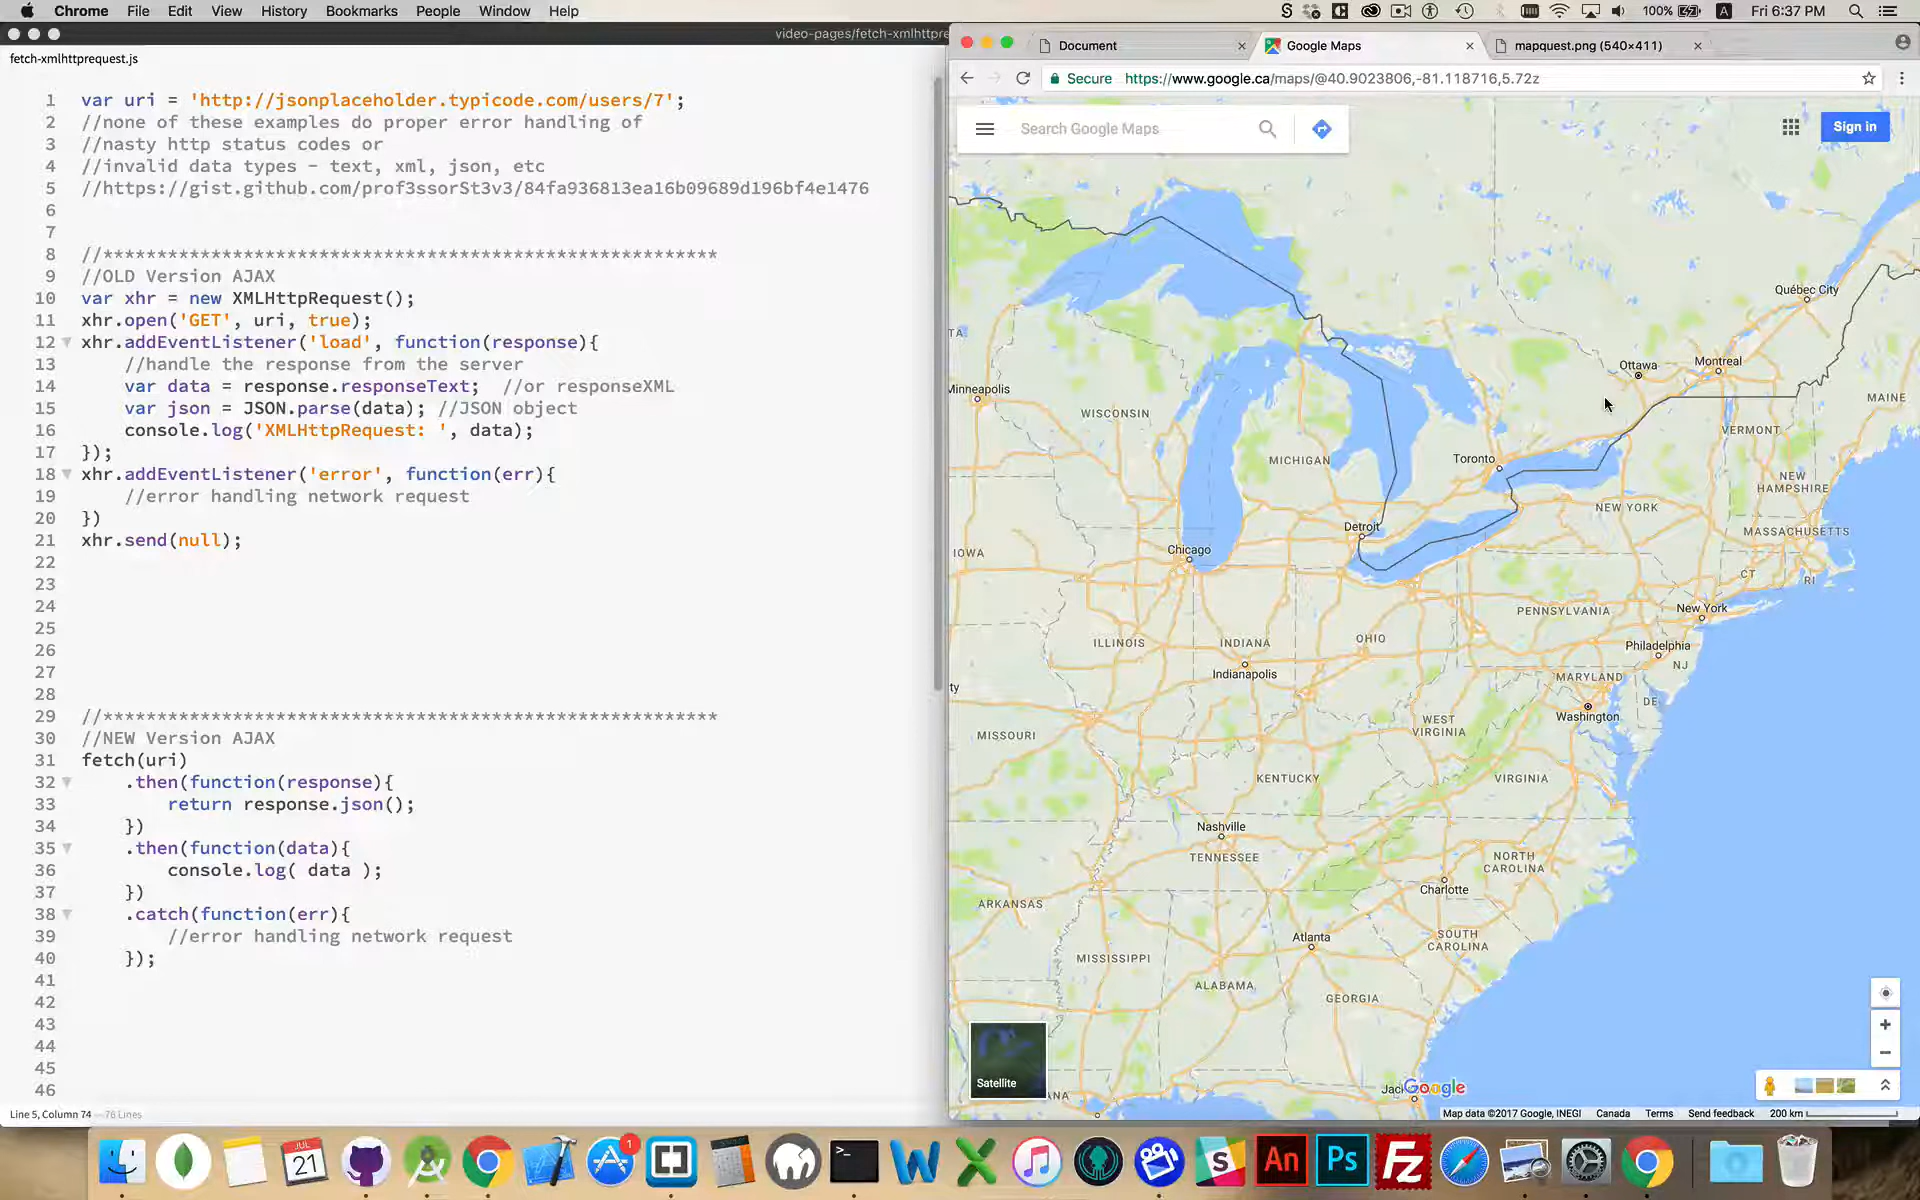 Chrome File Edit View History Bookmarks People Window Help
100% Fri 6:37 PM
video-pages/fetch-xmlhttpre
fetch-xmlhttprequest.js
1 var uri = 'http://jsonplaceholder.typicode.com/users/7';
2 //none of these examples do proper error handling of
3 //nasty http status codes or
4 //invalid data types - text, xml, json, etc
5 //https://gist.github.com/prof3ssorSt3v3/84fa936813ea16b09689d196bf4e1476
6
7
8 //*********************************************************
9 //OLD Version AJAX
10 var xhr = new XMLHttpRequest();
11 xhr.open('GET', uri, true);
12 xhr.addEventListener('load', function(response){
13 //handle the response from the server
14 var data = response.responseText; //or responseXML
15 var json = JSON.parse(data); //JSON object
16 console.log('XMLHttpRequest: ', data);
17 });
18 xhr.addEventListener('error', function(err){
19 //error handling network request
20 })
21 xhr.send(null);
22
23
24
25
26
27
28
29 //*********************************************************
30 //NEW Version AJAX
31 fetch(uri)
32 .then(function(response){
33 return response.json();
34 })
35 .then(function(data){
36 console.log( data );
37 })
38 .catch(function(err){
39 //error handling network request
40 });
41
42
43
44
45
46
Line 5, Column 74 — 76 Lines
Document
Google Maps
mapquest.png (540×411)
Secure https://www.google.ca/maps/@40.9023806,-81.118716,5.72z
Search Google Maps
Sign in
Québec City
Ottawa
Montreal
TA
Minneapolis
WISCONSIN
MAINE
VERMONT
MICHIGAN
Toronto
NEW HAMPSHIRE
NEW YORK
Detroit
MASSACHUSETTS
IOWA
Chicago
CT
RI
PENNSYLVANIA
New York
ILLINOIS
INDIANA
OHIO
Philadelphia
NJ
Indianapolis
MARYLAND
ty
DE
MISSOURI
WEST VIRGINIA
Washington
KENTUCKY
VIRGINIA
Nashville
TENNESSEE
NORTH CAROLINA
Charlotte
ARKANSAS
Atlanta
SOUTH CAROLINA
MISSISSIPPI
ALABAMA
GEORGIA
Satellite
ANA
Jac
Google
Map data ©2017 Google, INEGI Canada Terms Send feedback 200 km
JUL
21
1
>_
S
An
Ps
Fz